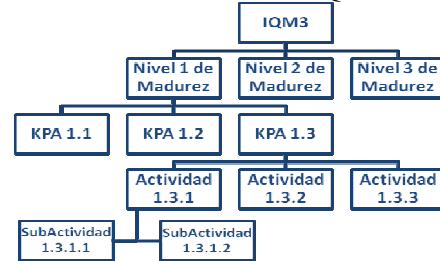 IQM3
Nivel 1 de
Madurez
Nivel 2 de
Madurez
Nivel 3 de
Madurez
KPA 1.1
KPA 1.2
KPA 1.3
Actividad
1.3.1
Actividad
1.3.2
Actividad
1.3.3
SubActividad
1.3.1.1
SubActividad
1.3.1.2